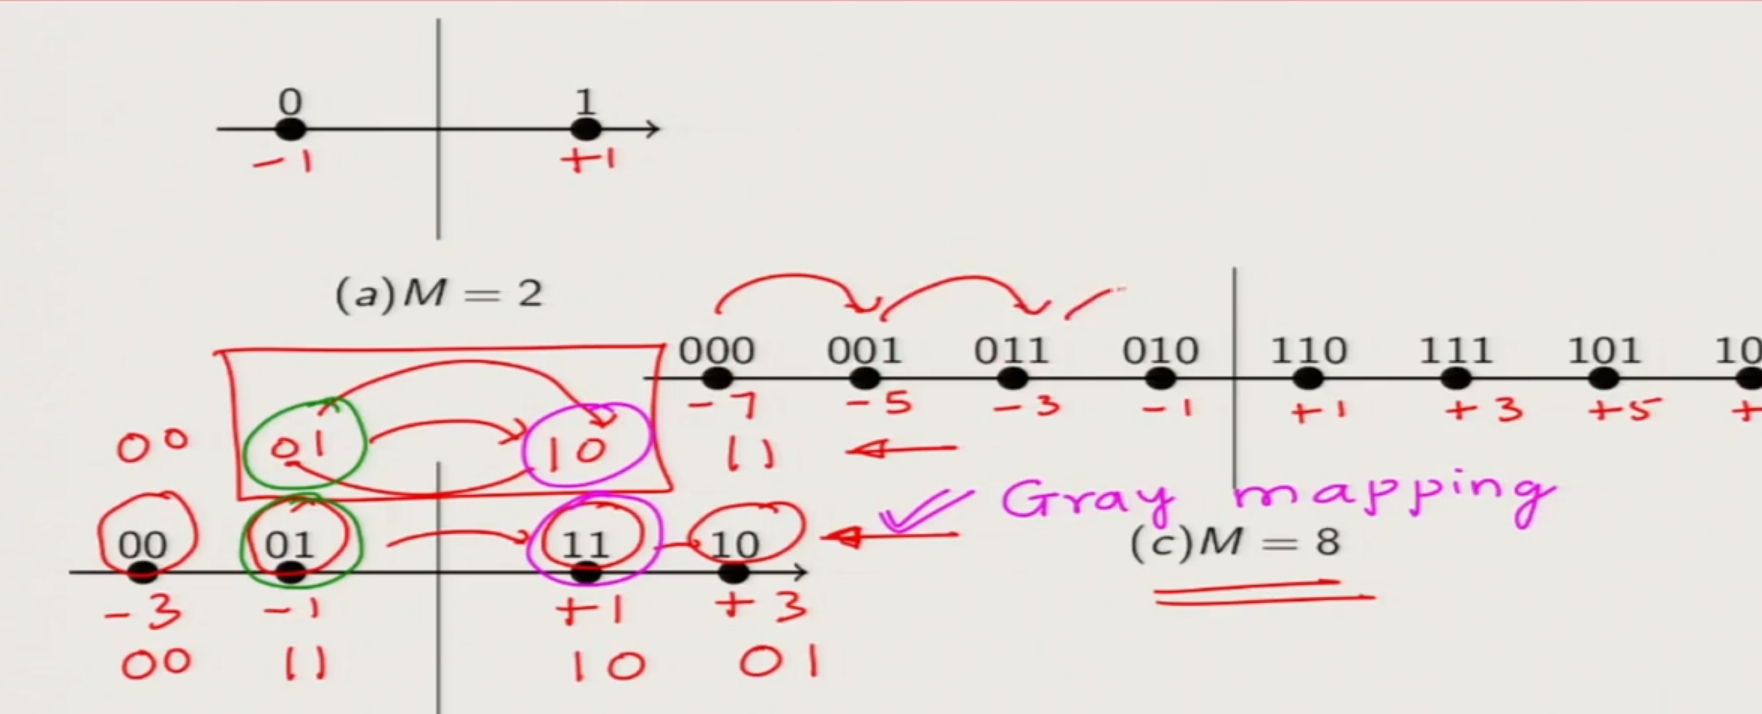 0 1
-1 +1
(a)M = 2
000 001 011 010 110 111 101 10
-7 -5 -3 -1 +1 +3 +5 +
00 01 10 11
Gray mapping
00 01 11 10
(c)M = 8
-3 -1 +1 +3
00 11 10 01